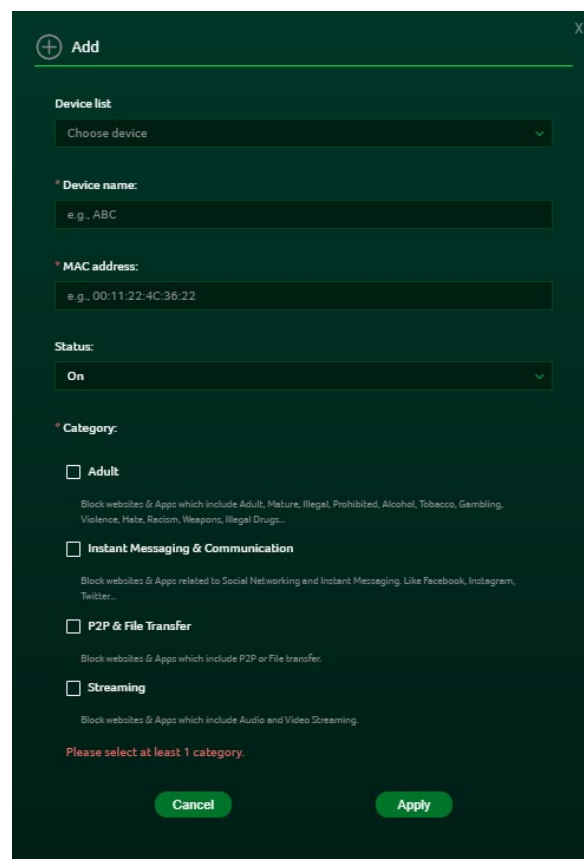 X
Add
Device list
Choose device
* Device name:
e.g., ABC
* MAC address:
e.g., 00:11:22:4C:36:22
Status:
On
* Category:
Adult
Block websites & Apps which include Adult, Mature, Illegal, Prohibited, Alcohol, Tobacco, Gambling,
Violence, Hate, Racism, Weapons, Illegal Drugs...
Instant Messaging & Communication
Block websites & Apps related to Social Networking and Instant Messaging. Like Facebook, Instagram,
Twitter...
P2P & File Transfer
Block websites & Apps which include P2P or File transfer.
Streaming
Block websites & Apps which include Audio and Video Streaming.
Please select at least 1 category.
Cancel Apply